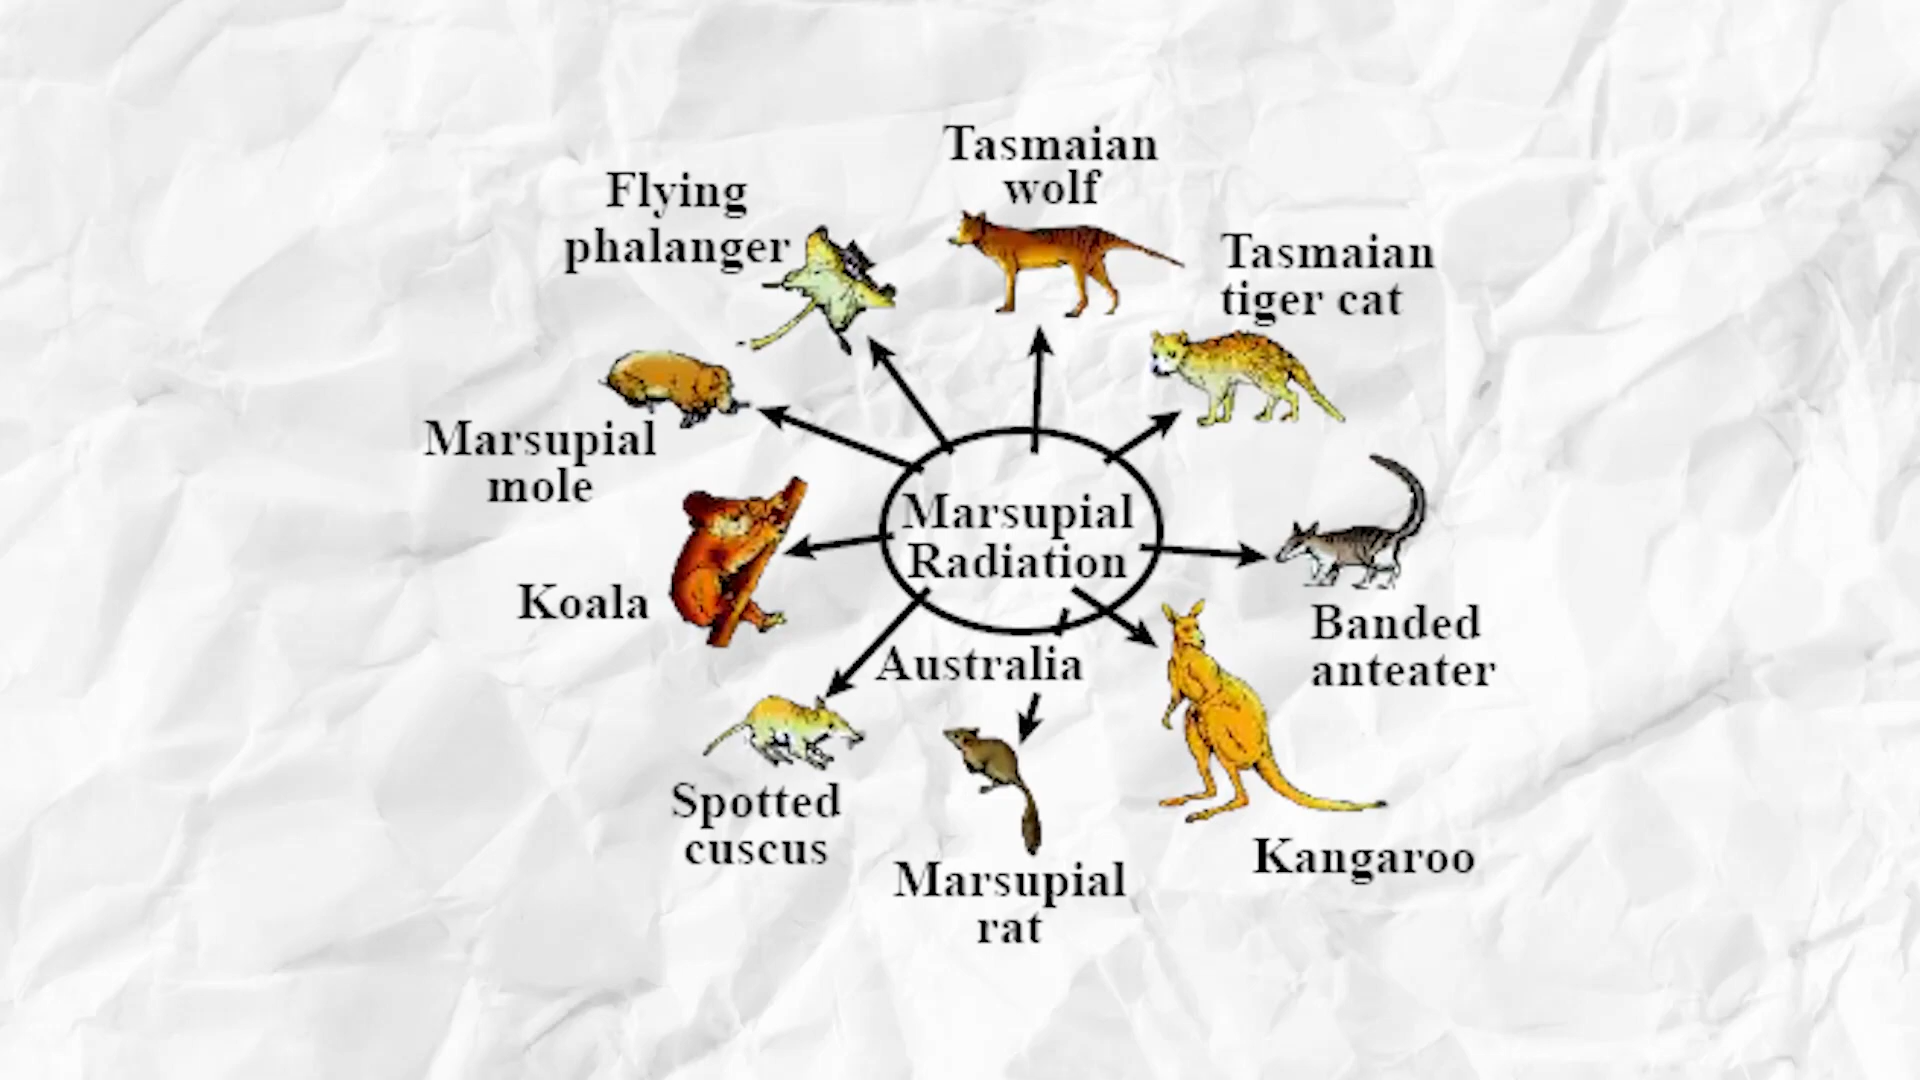 Tasmaian
wolf
Flying
phalanger
Tasmaian
tiger cat
Marsupial
mole
Marsupial
Radiation
Koala
Australia
Banded
anteater
Spotted
cuscus
Kangaroo
Marsupial
rat